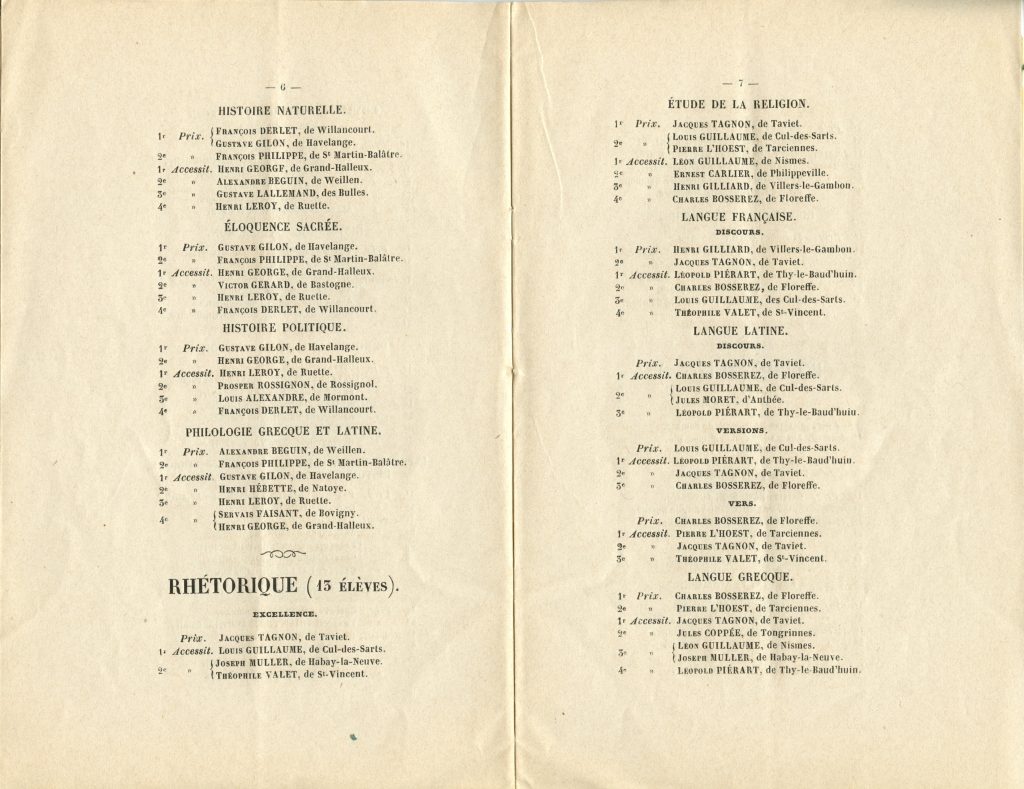 — 6 —
HISTOIRE NATURELLE.
1r Prix. { FRANÇOIS DERLET, de Willancourt.
GUSTAVE GILON, de Havelange.
2e » FRANÇOIS PHILIPPE, de St Martin-Balâtre.
1r Accessit. HENRI GEORGE, de Grand-Halleux.
2e » ALEXANDRE BEGUIN, de Weillen.
3e » GUSTAVE LALLEMAND, des Bulles.
4e » HENRI LEROY, de Ruette.
ÉLOQUENCE SACRÉE.
1r Prix. GUSTAVE GILON, de Havelange.
2e » FRANÇOIS PHILIPPE, de St Martin-Balâtre.
1r Accessit. HENRI GEORGE, de Grand-Halleux.
2e » VICTOR GERARD, de Bastogne.
3e » HENRI LEROY, de Ruette.
4e » FRANÇOIS DERLET, de Willancourt.
HISTOIRE POLITIQUE.
1r Prix. GUSTAVE GILON, de Havelange.
2e » HENRI GEORGE, de Grand-Halleux.
1r Accessit. HENRI LEROY, de Ruette.
2e » PROSPER ROSSIGNON, de Rossignol.
3e » LOUIS ALEXANDRE, de Mormont.
4e » FRANÇOIS DERLET, de Willancourt.
PHILOLOGIE GRECQUE ET LATINE.
1r Prix. ALEXANDRE BEGUIN, de Weillen.
2e » FRANÇOIS PHILIPPE, de St Martin-Balâtre.
1r Accessit. GUSTAVE GILON, de Havelange.
2e » HENRI HÉBETTE, de Natoye.
3e » HENRI LEROY, de Ruette.
4e » { SERVAIS FAISANT, de Bovigny.
HENRI GEORGE, de Grand-Halleux.
RHÉTORIQUE (13 ÉLÈVES).
EXCELLENCE.
Prix. JACQUES TAGNON, de Taviet.
1r Accessit. LOUIS GUILLAUME, de Cul-des-Sarts.
2e » { JOSEPH MULLER, de Habay-la-Neuve.
THÉOPHILE VALET, de St-Vincent.
— 7 —
ÉTUDE DE LA RELIGION.
1r Prix. JACQUES TAGNON, de Taviet.
2e » { LOUIS GUILLAUME, de Cul-des-Sarts.
PIERRE L'HOEST, de Tarciennes.
1r Accessit. LÉON GUILLAUME, de Nismes.
2e » ERNEST CARLIER, de Philippeville.
3e » HENRI GILLIARD, de Villers-le-Gambon.
4e » CHARLES BOSSEREZ, de Floreffe.
LANGUE FRANÇAISE.
DISCOURS.
1r Prix. HENRI GILLIARD, de Villers-le-Gambon.
2e » JACQUES TAGNON, de Taviet.
1r Accessit. LÉOPOLD PIÉRART, de Thy-le-Baud'huin.
2e » CHARLES BOSSEREZ, de Floreffe.
3e » LOUIS GUILLAUME, des Cul-des-Sarts.
4e » THÉOPHILE VALET, de St-Vincent.
LANGUE LATINE.
DISCOURS.
Prix. JACQUES TAGNON, de Taviet.
1r Accessit. CHARLES BOSSEREZ, de Floreffe.
2e » { LOUIS GUILLAUME, de Cul-des-Sarts.
JULES MORET, d'Anthée.
3e » LÉOPOLD PIÉRART, de Thy-le-Baud'huin.
VERSIONS.
Prix. LOUIS GUILLAUME, de Cul-des-Sarts.
1r Accessit. LÉOPOLD PIÉRART, de Thy-le-Baud'huin.
2e » JACQUES TAGNON, de Taviet.
3e » CHARLES BOSSEREZ, de Floreffe.
VERS.
Prix. CHARLES BOSSEREZ, de Floreffe.
1r Accessit. PIERRE L'HOEST, de Tarciennes.
2e » JACQUES TAGNON, de Taviet.
3e » THÉOPHILE VALET, de St-Vincent.
LANGUE GRECQUE.
1r Prix. CHARLES BOSSEREZ, de Floreffe.
2e » PIERRE L'HOEST, de Tarciennes.
1r Accessit. JACQUES TAGNON, de Taviet.
2e » JULES COPPÉE, de Tongrinnes.
3e » { LÉON GUILLAUME, de Nismes.
JOSEPH MULLER, de Habay-la-Neuve.
4e » LÉOPOLD PIÉRART, de Thy-le-Baud'huin.